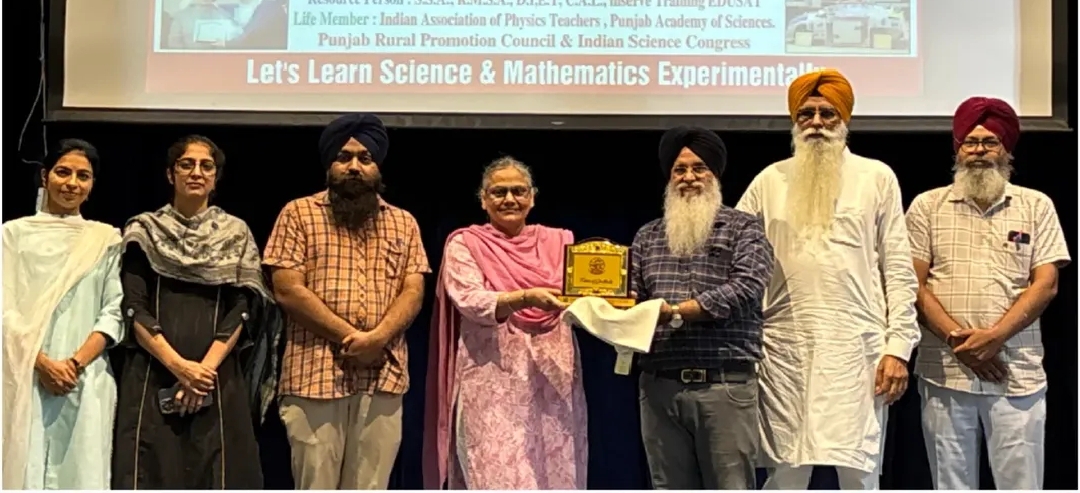 Resource Person : S.S.A., R.M.S.A., D.I.E.T, C.A.L., Inserve Training EDUSAT
Life Member : Indian Association of Physics Teachers , Punjab Academy of Sciences.
Punjab Rural Promotion Council & Indian Science Congress
Let's Learn Science & Mathematics Experimentally